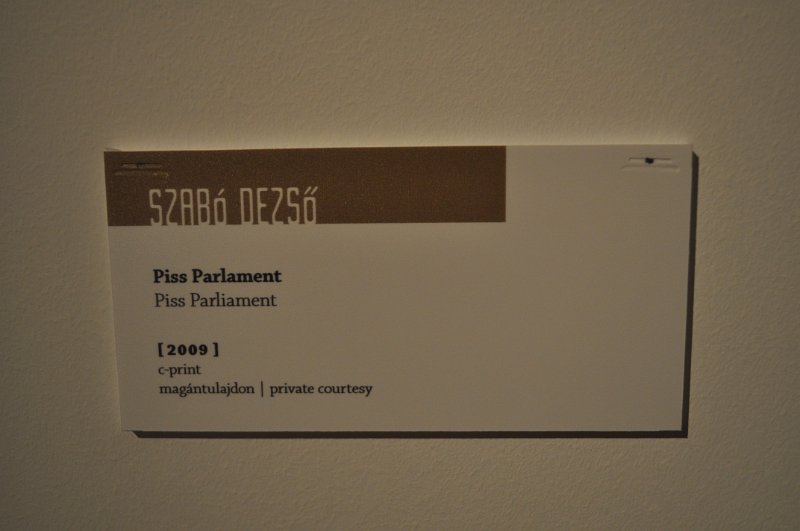 SZABó DEZSő
Piss Parlament
Piss Parliament
[ 2009 ]
c-print
magántulajdon | private courtesy